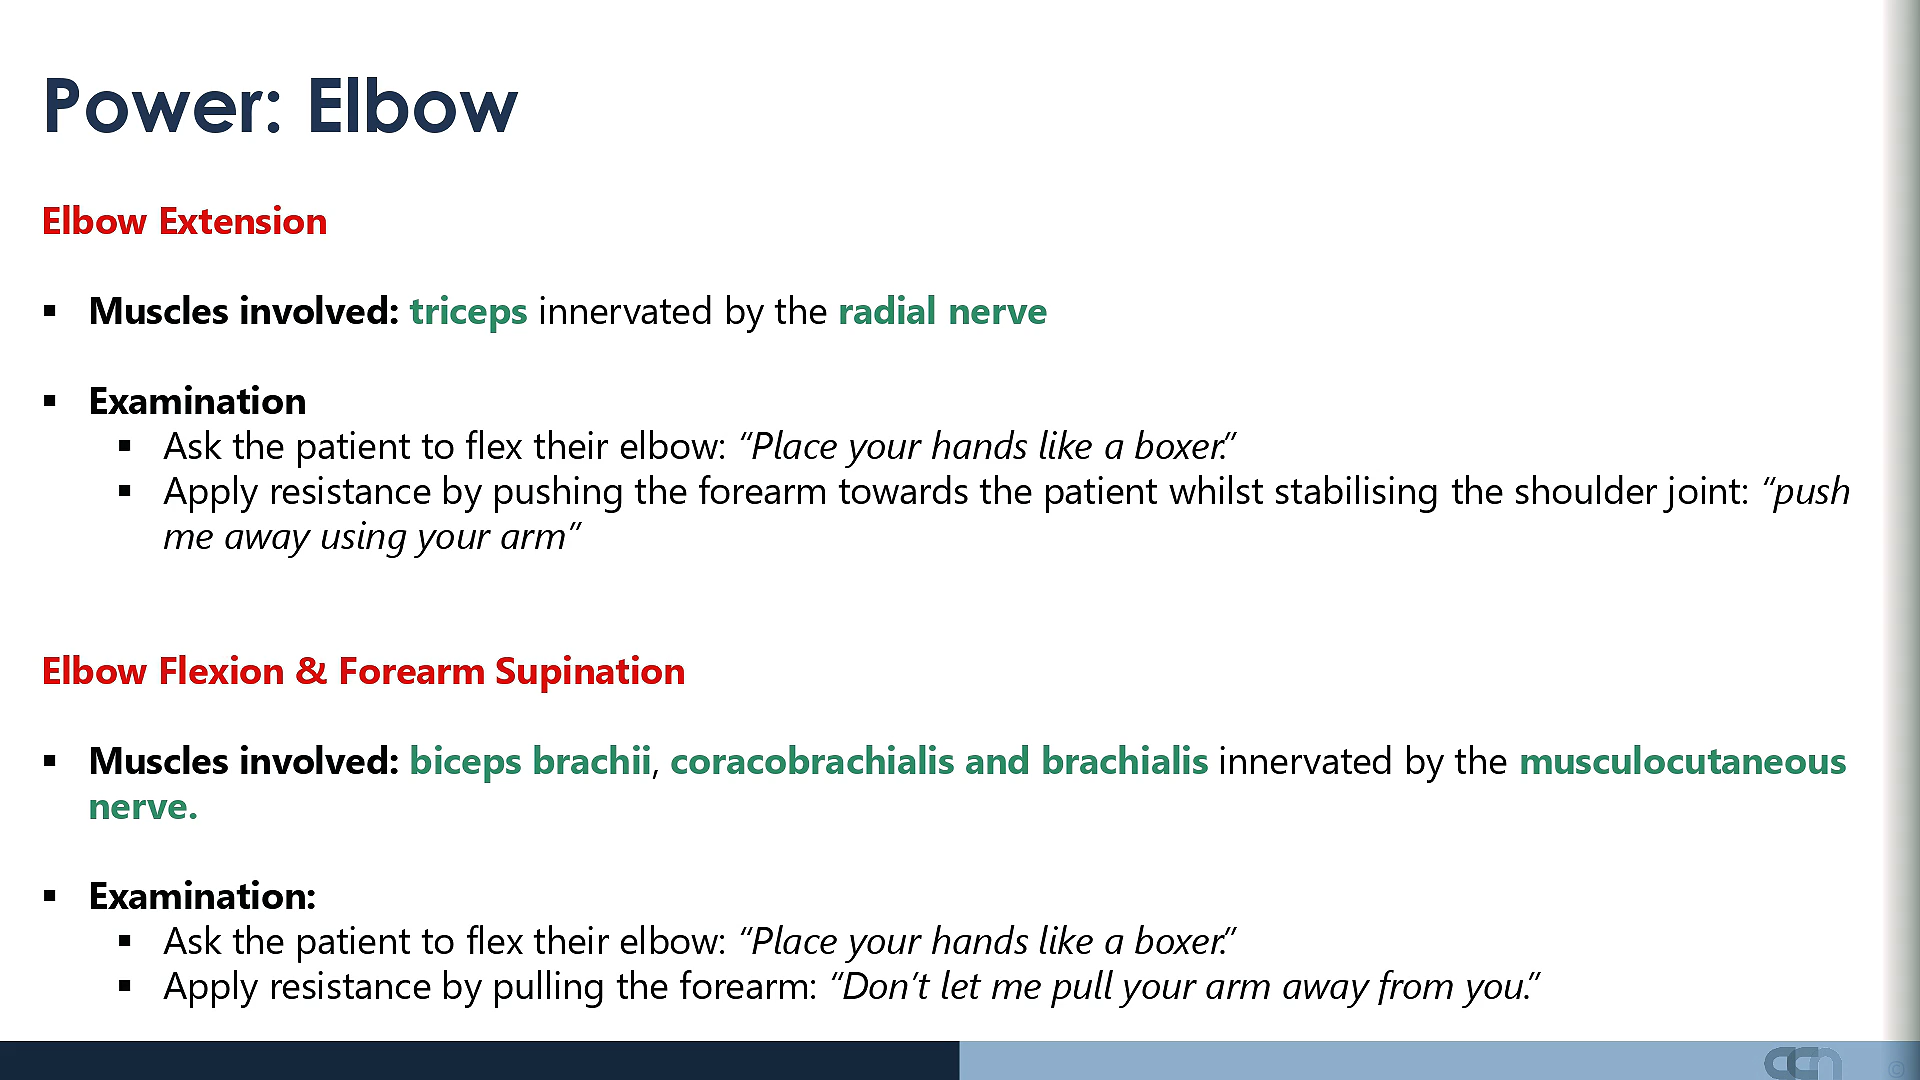 Power: Elbow
Elbow Extension
▪ Muscles involved: triceps innervated by the radial nerve
▪ Examination
▪ Ask the patient to flex their elbow: “Place your hands like a boxer.”
▪ Apply resistance by pushing the forearm towards the patient whilst stabilising the shoulder joint: “push
me away using your arm”
Elbow Flexion & Forearm Supination
▪ Muscles involved: biceps brachii, coracobrachialis and brachialis innervated by the musculocutaneous
nerve.
▪ Examination:
▪ Ask the patient to flex their elbow: “Place your hands like a boxer.”
▪ Apply resistance by pulling the forearm: “Don’t let me pull your arm away from you.”
©